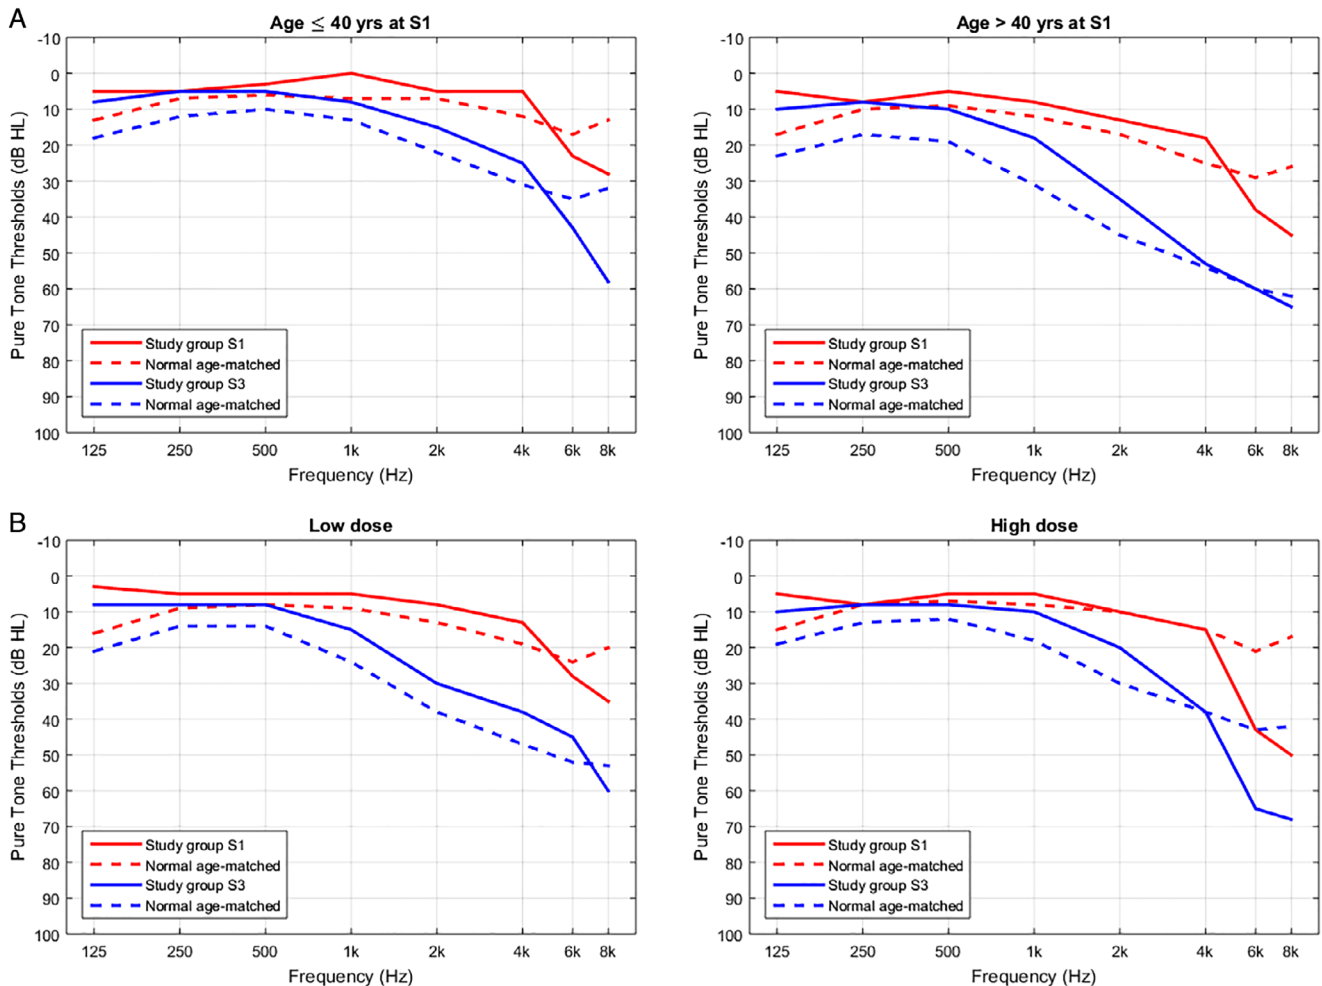 A
Age ≤ 40 yrs at S1
-10
0
10
20
30
40
50
60
70
80
90
100
Pure Tone Thresholds (dB HL)
Study group S1
Normal age-matched
Study group S3
Normal age-matched
125 250 500 1k 2k 4k 6k 8k
Frequency (Hz)
Age > 40 yrs at S1
-10
0
10
20
30
40
50
60
70
80
90
100
Pure Tone Thresholds (dB HL)
Study group S1
Normal age-matched
Study group S3
Normal age-matched
125 250 500 1k 2k 4k 6k 8k
Frequency (Hz)
B
Low dose
-10
0
10
20
30
40
50
60
70
80
90
100
Pure Tone Thresholds (dB HL)
Study group S1
Normal age-matched
Study group S3
Normal age-matched
125 250 500 1k 2k 4k 6k 8k
Frequency (Hz)
High dose
-10
0
10
20
30
40
50
60
70
80
90
100
Pure Tone Thresholds (dB HL)
Study group S1
Normal age-matched
Study group S3
Normal age-matched
125 250 500 1k 2k 4k 6k 8k
Frequency (Hz)